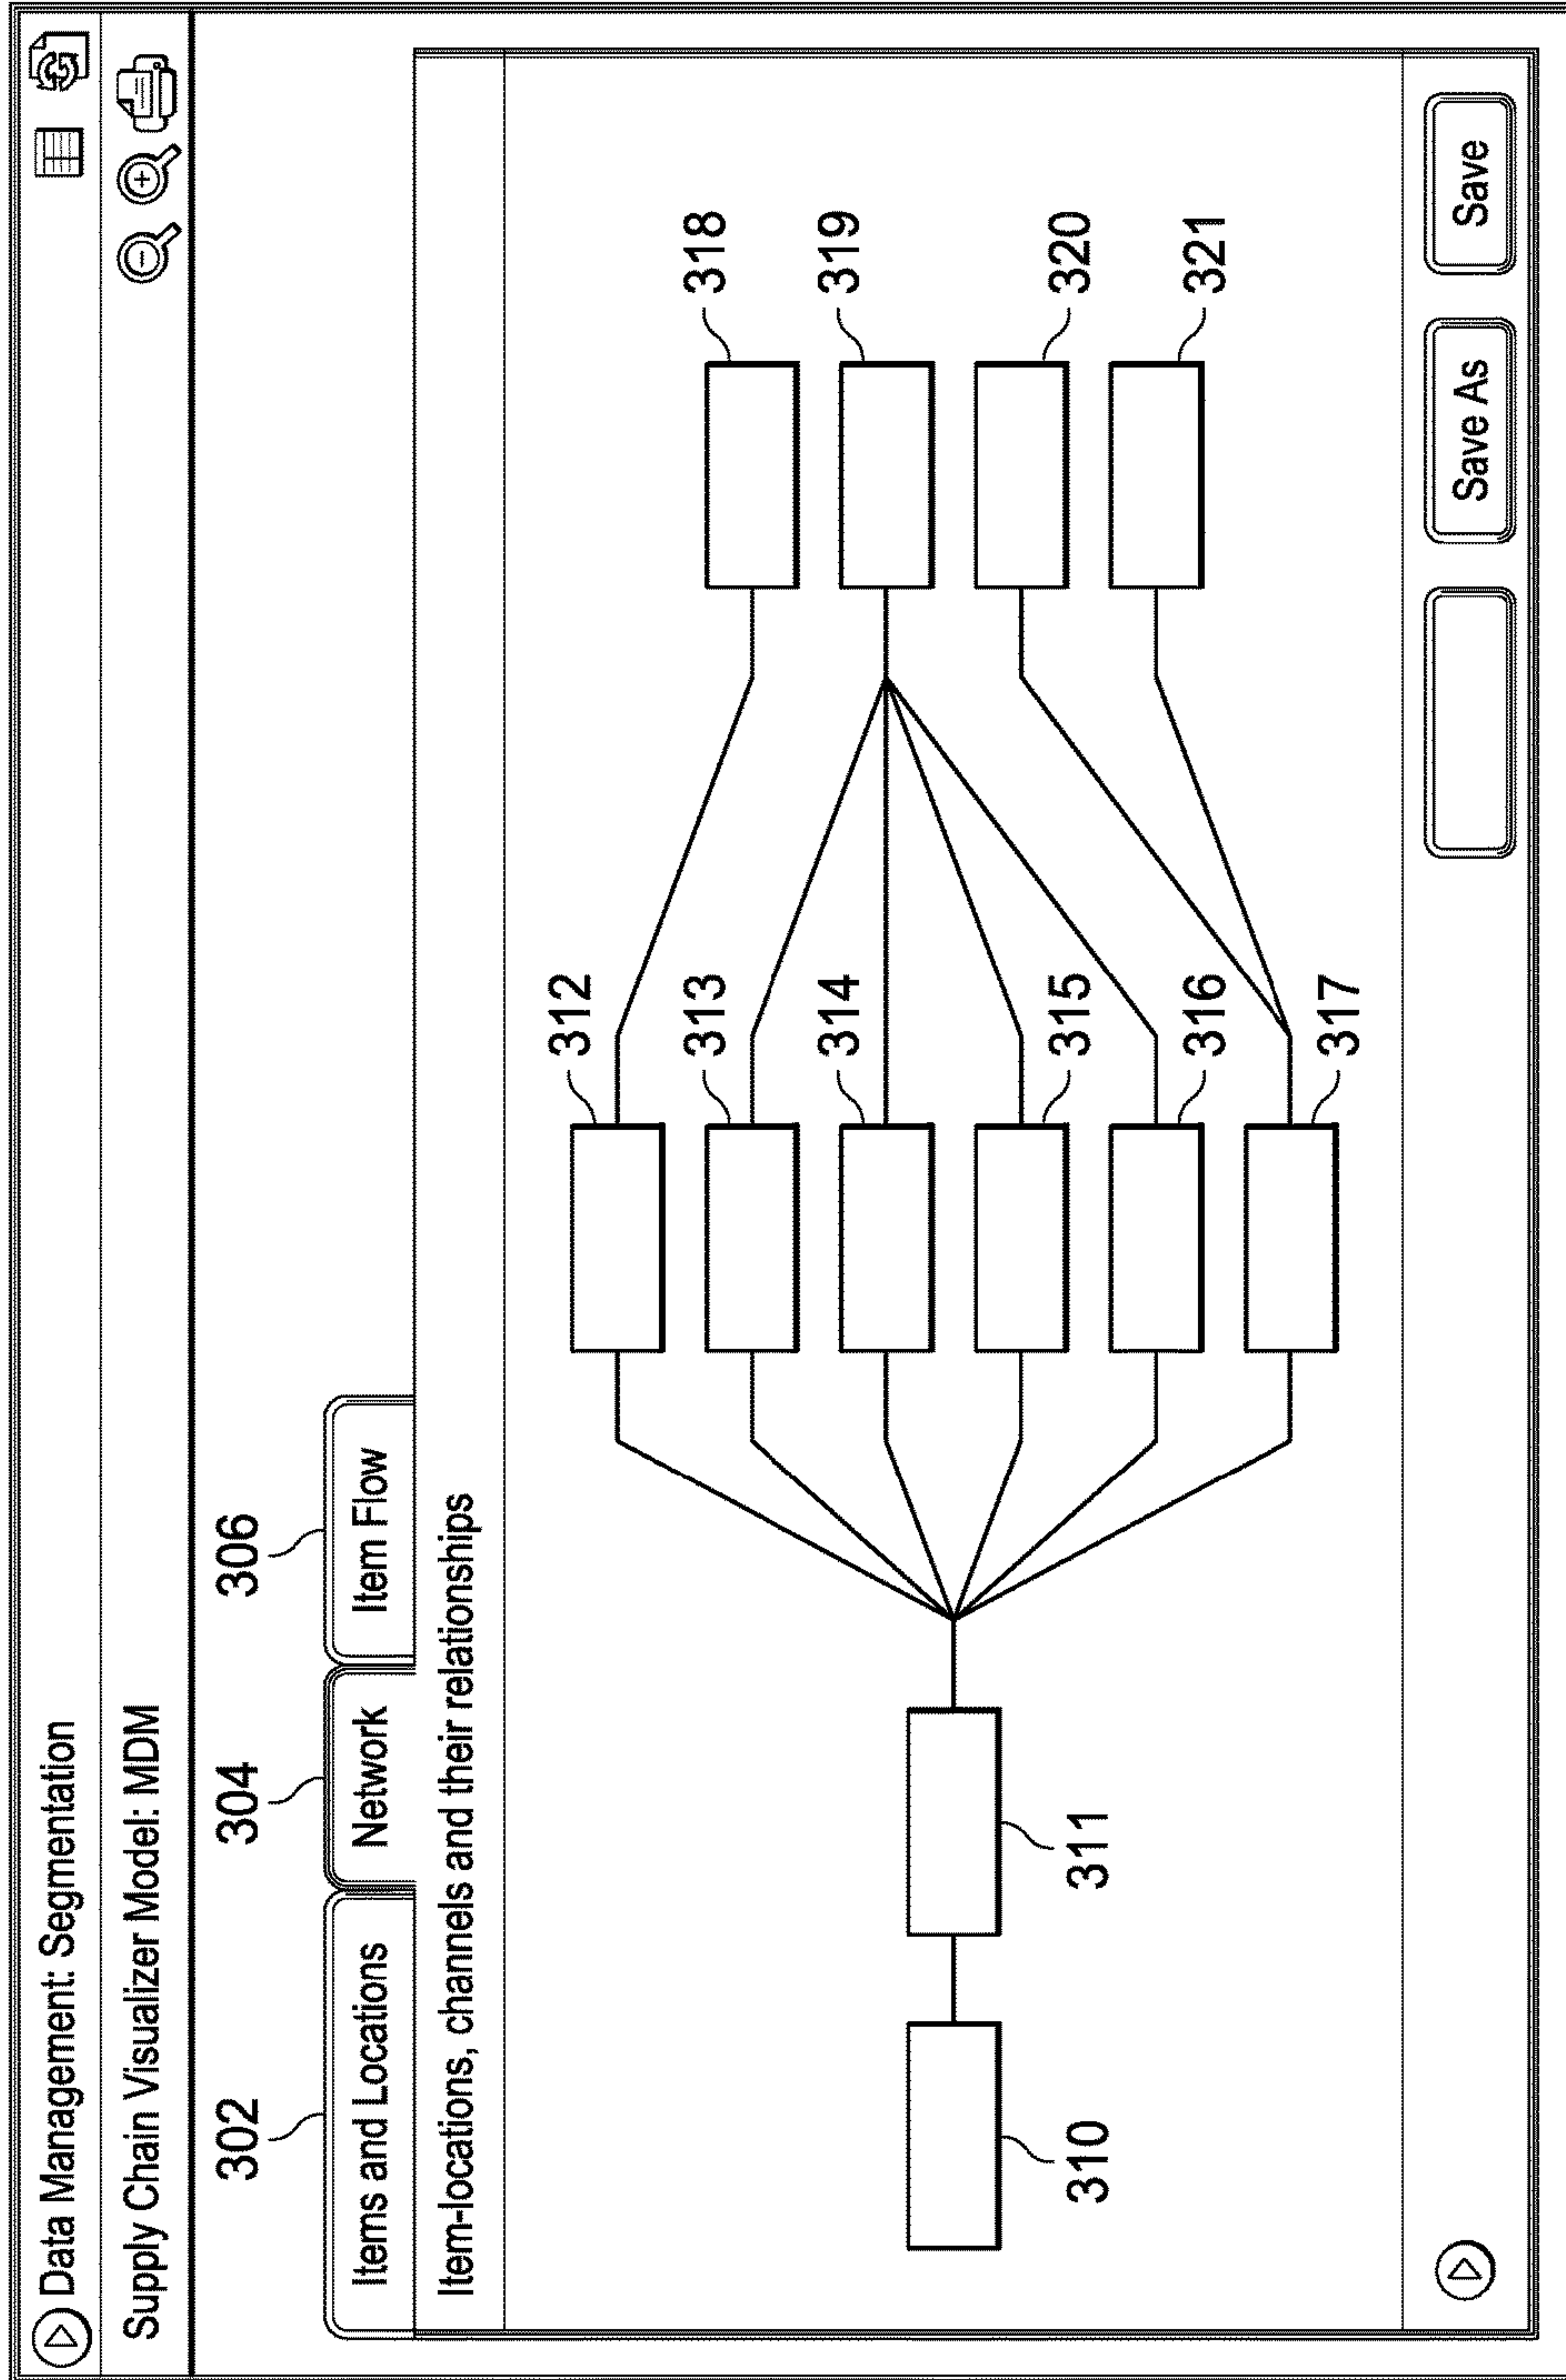 Data Management: Segmentation
Supply Chain Visualizer Model: MDM
302
304
306
Items and Locations
Network
Item Flow
Item-locations, channels and their relationships
312
318
313
319
314
320
310
311
315
321
316
317
Save As
Save